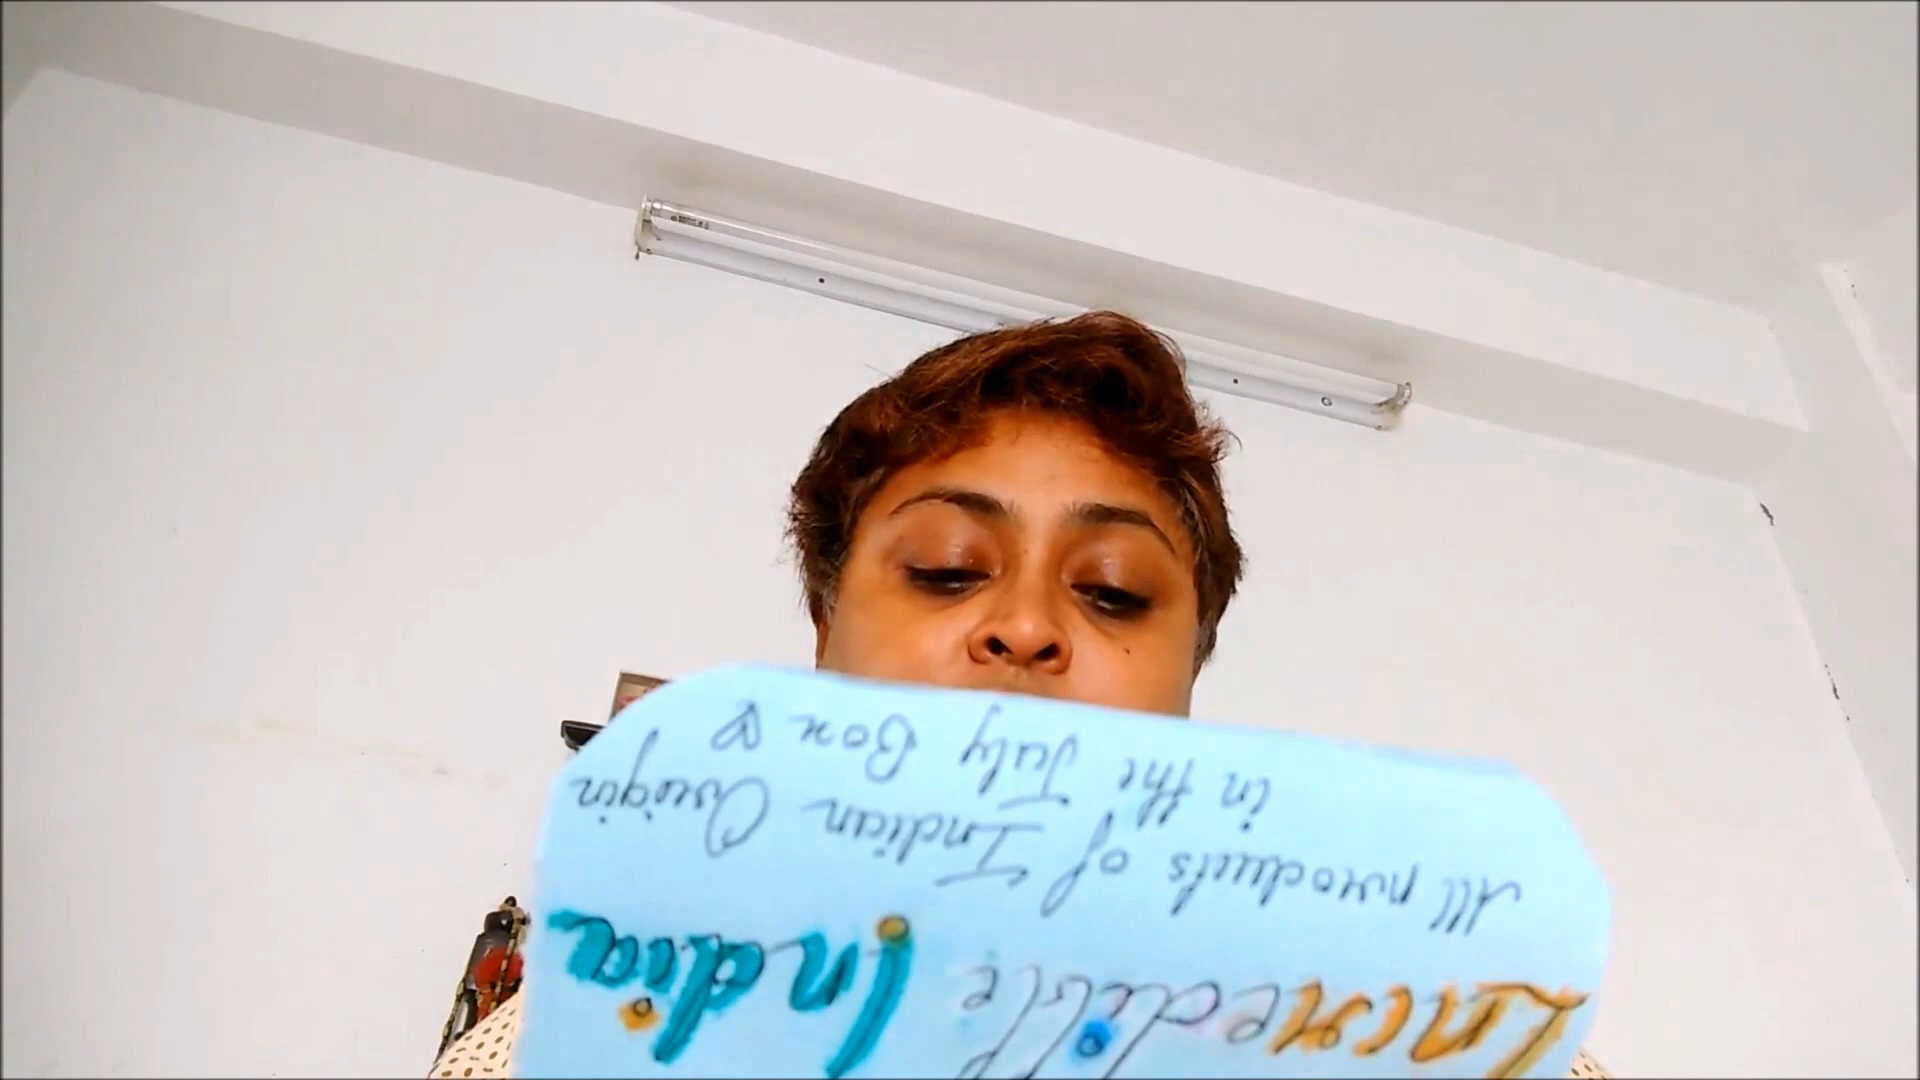 Incredible India
All products of Indian Origin
in the July Box